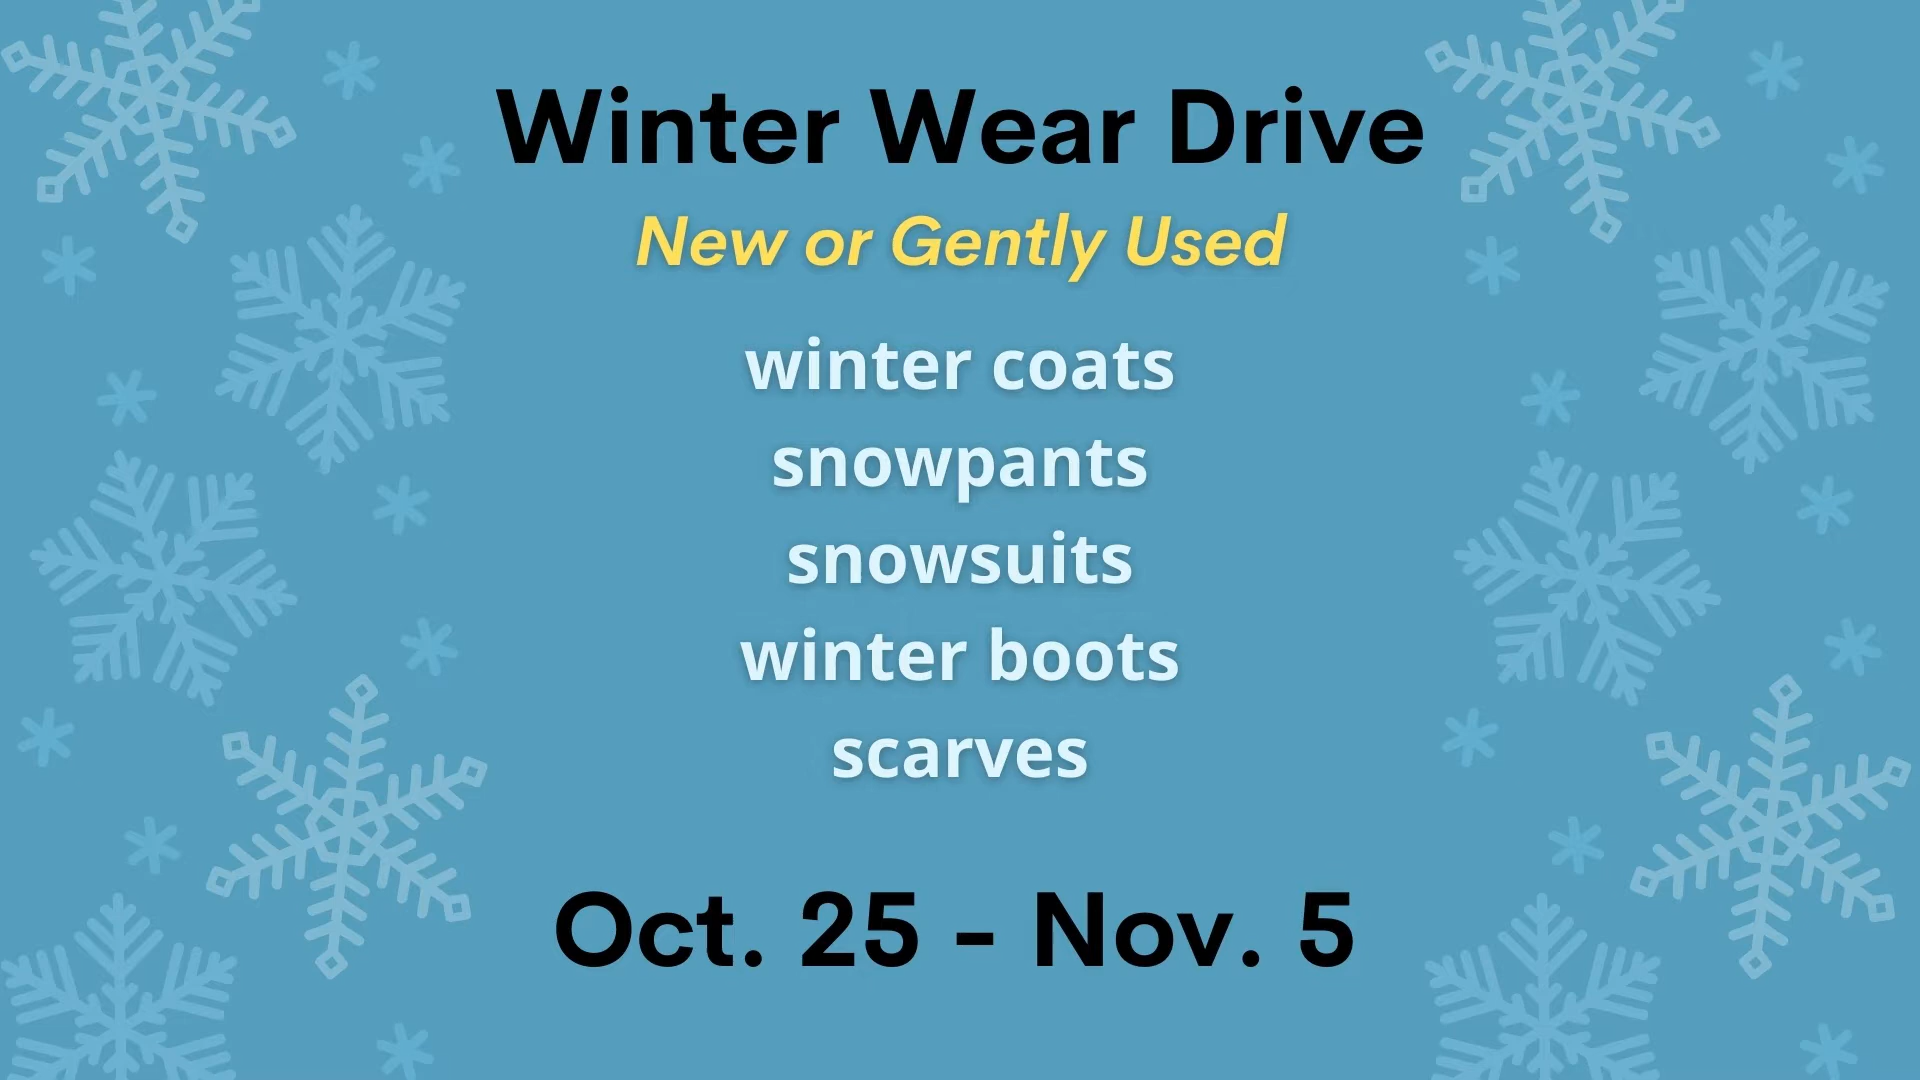 Winter Wear Drive
New or Gently Used
winter coats
snowpants
snowsuits
winter boots
scarves
Oct. 25 - Nov. 5